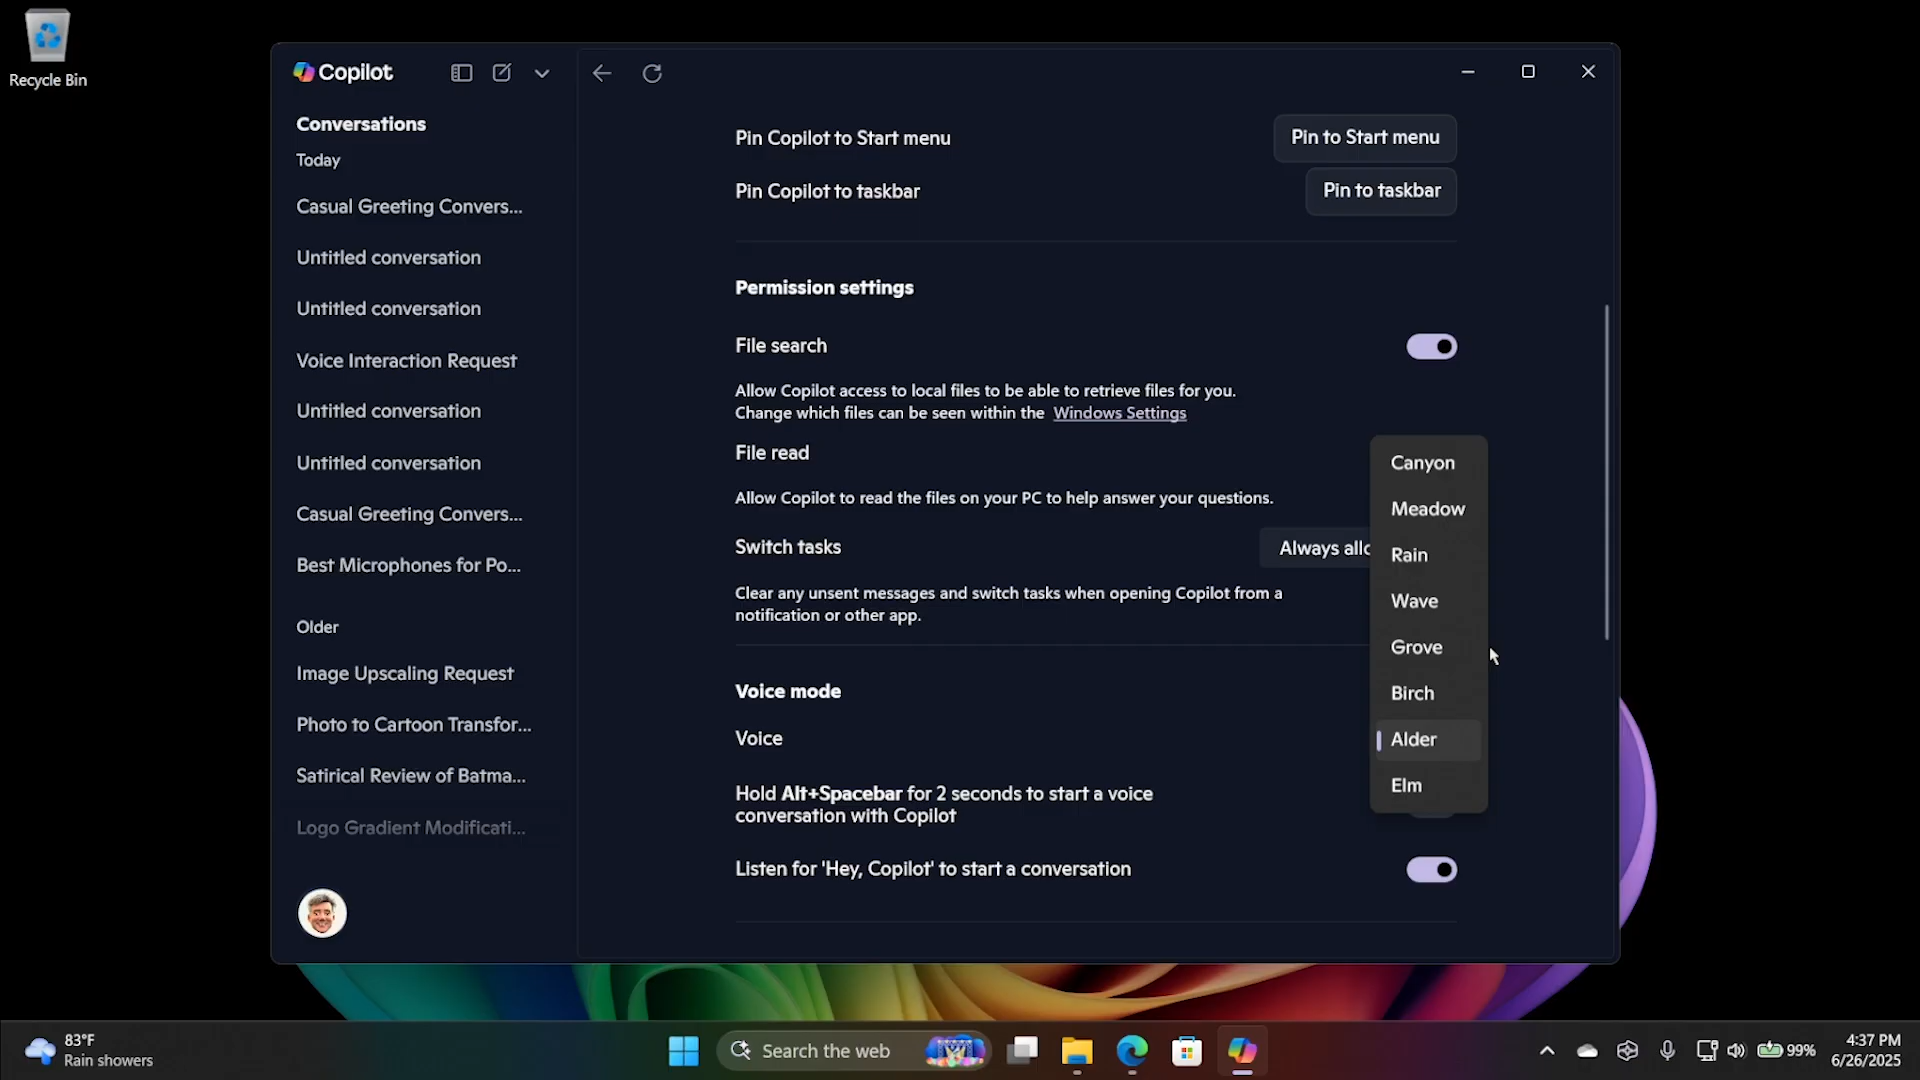 Recycle Bin
Copilot
Conversations
Today
Casual Greeting Convers...
Untitled conversation
Untitled conversation
Voice Interaction Request
Untitled conversation
Untitled conversation
Casual Greeting Convers...
Best Microphones for Po...
Older
Image Upscaling Request
Photo to Cartoon Transfor...
Satirical Review of Batma...
Logo Gradient Modificati...
Pin Copilot to Start menu
Pin to Start menu
Pin Copilot to taskbar
Pin to taskbar
Permission settings
File search
Allow Copilot access to local files to be able to retrieve files for you.
Change which files can be seen within the Windows Settings
File read
Allow Copilot to read the files on your PC to help answer your questions.
Switch tasks
Always allo
Clear any unsent messages and switch tasks when opening Copilot from a
notification or other app.
Voice mode
Voice
Hold Alt+Spacebar for 2 seconds to start a voice
conversation with Copilot
Listen for 'Hey, Copilot' to start a conversation
Canyon
Meadow
Rain
Wave
Grove
Birch
Alder
Elm
83°F
Rain showers
Search the web
99%
4:37 PM
6/26/2025